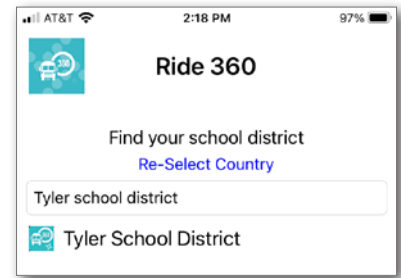 AT&T 2:18 PM 97%
360
Ride 360
Find your school district
Re-Select Country
Tyler school district
Tyler School District